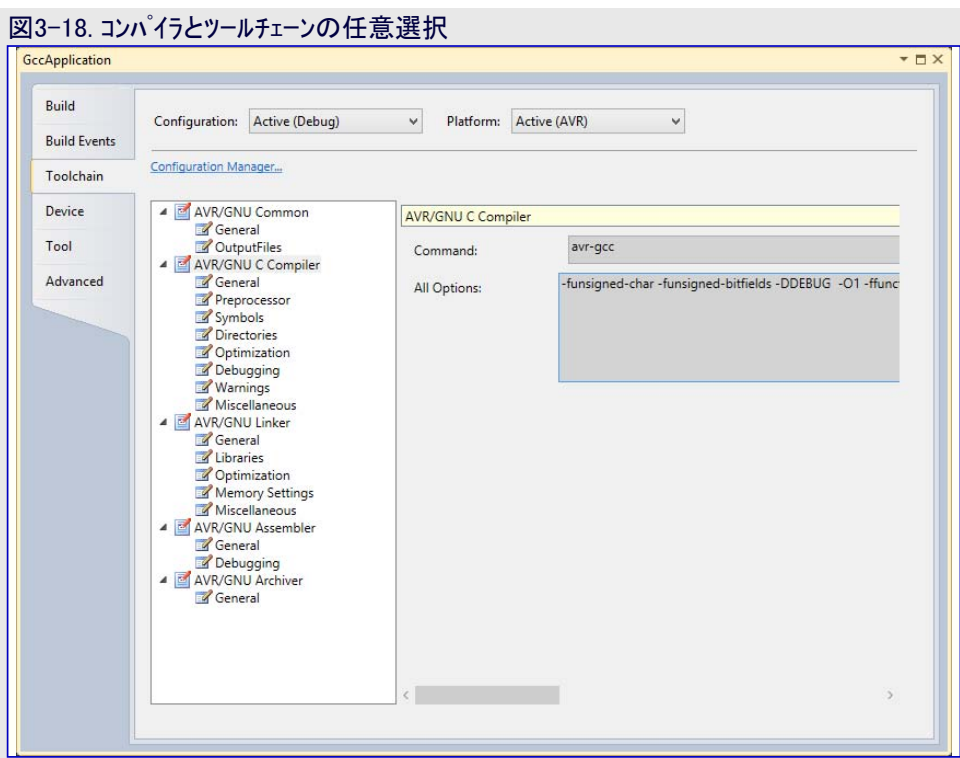 図3-18. コンパイラとツールチェーンの任意選択
GccApplication
Build
Build Events
Toolchain
Device
Tool
Advanced
Configuration: Active (Debug) Platform: Active (AVR)
Configuration Manager...
AVR/GNU Common
General
OutputFiles
AVR/GNU C Compiler
General
Preprocessor
Symbols
Directories
Optimization
Debugging
Warnings
Miscellaneous
AVR/GNU Linker
General
Libraries
Optimization
Memory Settings
Miscellaneous
AVR/GNU Assembler
General
Debugging
AVR/GNU Archiver
General
AVR/GNU C Compiler
Command: avr-gcc
All Options: -funsigned-char -funsigned-bitfields -DDEBUG -O1 -ffunc